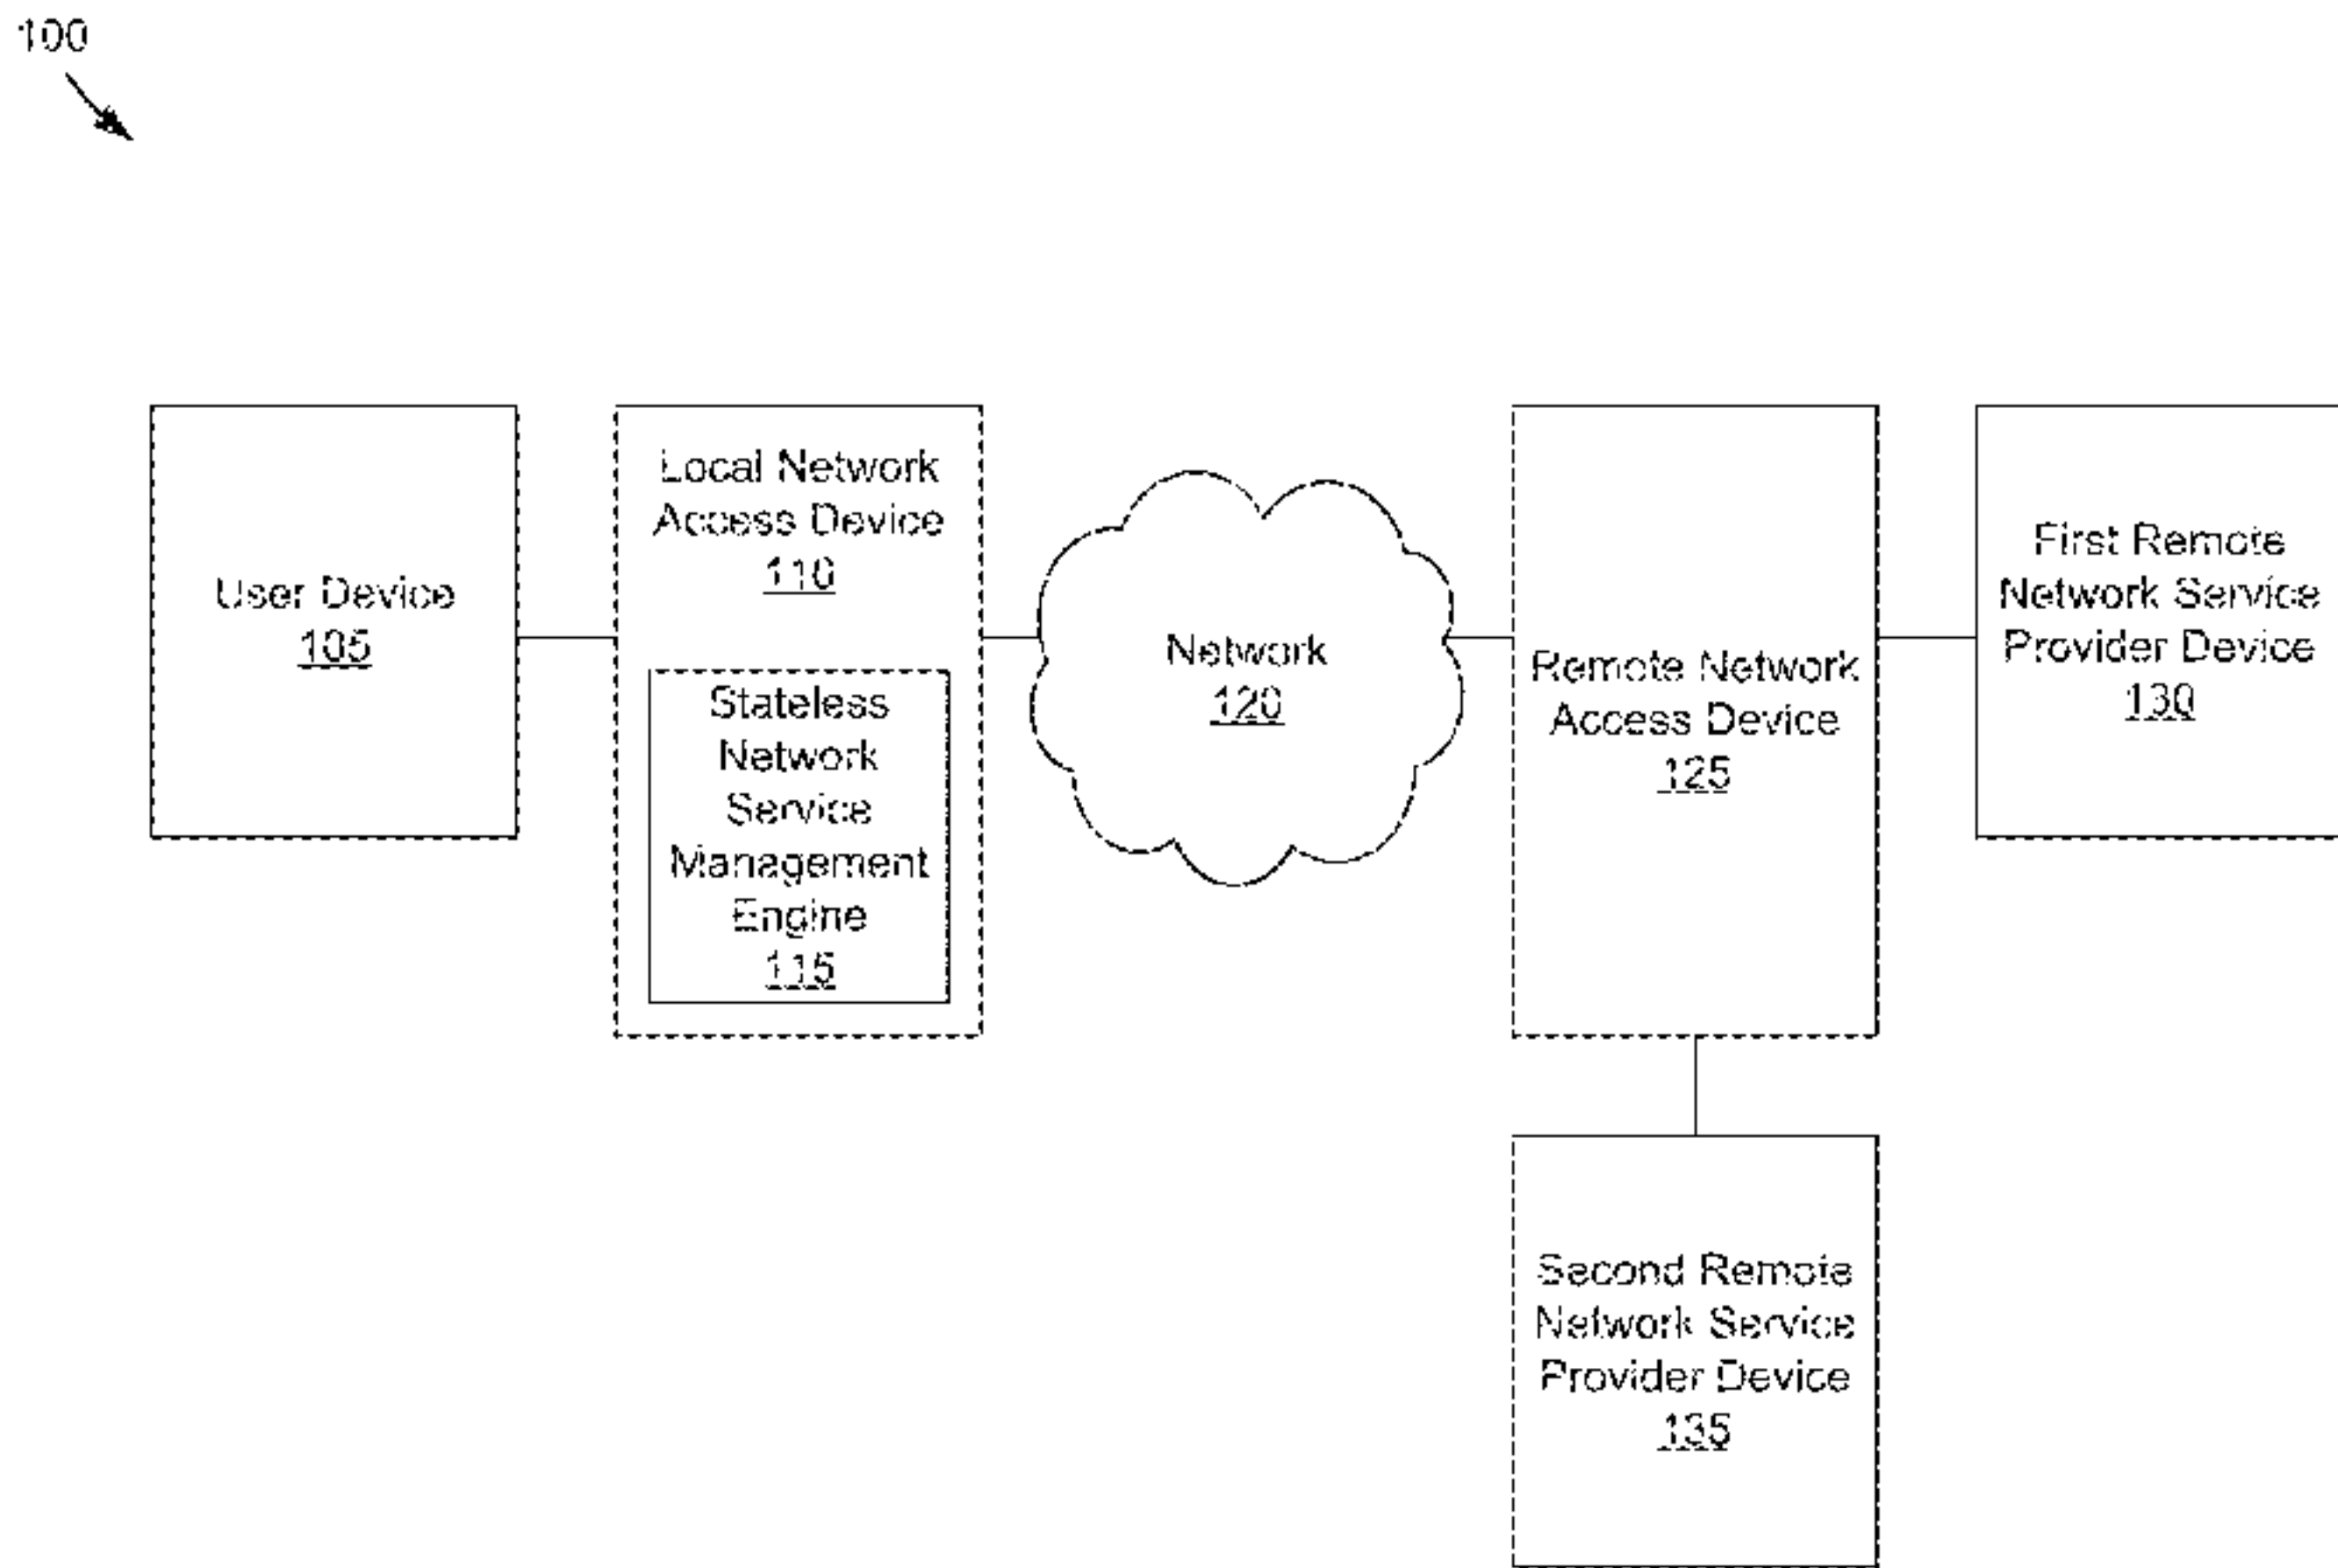 100
User Device
105
Local Network
Access Device
110
Stateless
Network
Service
Management
Engine
115
Network
120
Remote Network
Access Device
125
First Remote
Network Service
Provider Device
130
Second Remote
Network Service
Provider Device
135